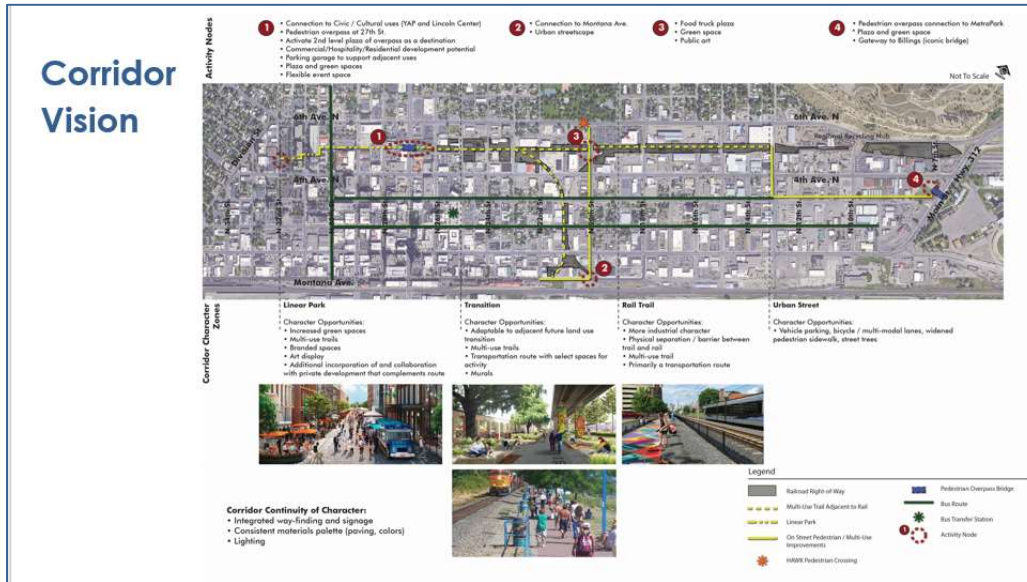 Corridor
Vision
Activity Nodes
1
• Connection to Civic / Cultural uses (YAP and Lincoln Center)
• Pedestrian overpass at 27th St.
• Activate 2nd level plaza of overpass as a destination
• Commercial/Hospitality/Residential development potential
• Parking garage to support adjacent uses
• Plaza and green spaces
• Flexible event space
2
• Connection to Montana Ave.
• Urban streetscape
3
• Food truck plaza
• Green space
• Public art
4
• Pedestrian overpass connection to MetraPark
• Plaza and green space
• Gateway to Billings (iconic bridge)
Not To Scale
6th Ave. N
6th Ave. N
Division St.
1
3
Regional Recycling Hub
4th Ave. N
4th Ave. N
4
Main St / Hwy 312
2
Montana Ave.
Corridor Character
Zones
Linear Park
Character Opportunities:
• Increased green spaces
• Multi-use trails
• Branded spaces
• Art display
• Additional incorporation of and collaboration
with private development that complements route
Transition
Character Opportunities:
• Adaptable to adjacent future land use
transition
• Multi-use trails
• Transportation route with select spaces for
activity
• Murals
Rail Trail
Character Opportunities:
• More industrial character
• Physical separation / barrier between
trail and rail
• Multi-use trail
• Primarily a transportation route
Urban Street
Character Opportunities:
• Vehicle parking, bicycle / multi-modal lanes, widened
pedestrian sidewalk, street trees
Corridor Continuity of Character:
• Integrated way-finding and signage
• Consistent materials palette (paving, colors)
• Lighting
Legend
Railroad Right-of-Way
Multi-Use Trail Adjacent to Rail
Linear Park
On Street Pedestrian / Multi-Use
Improvements
HAWK Pedestrian Crossing
Pedestrian Overpass Bridge
Bus Route
Bus Transfer Station
1
Activity Node